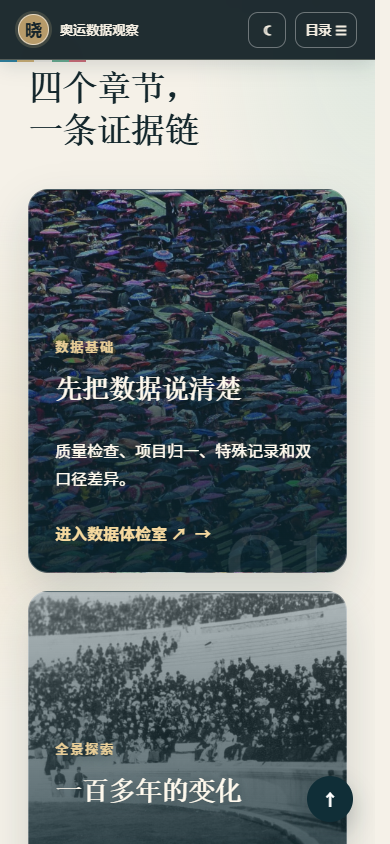 晓 奥运数据观察 目录
四个章节，
一条证据链
数据基础
先把数据说清楚
质量检查、项目归一、特殊记录和双
口径差异。
进入数据体检室 ↗ →
01
全景探索
一百多年的变化
↑